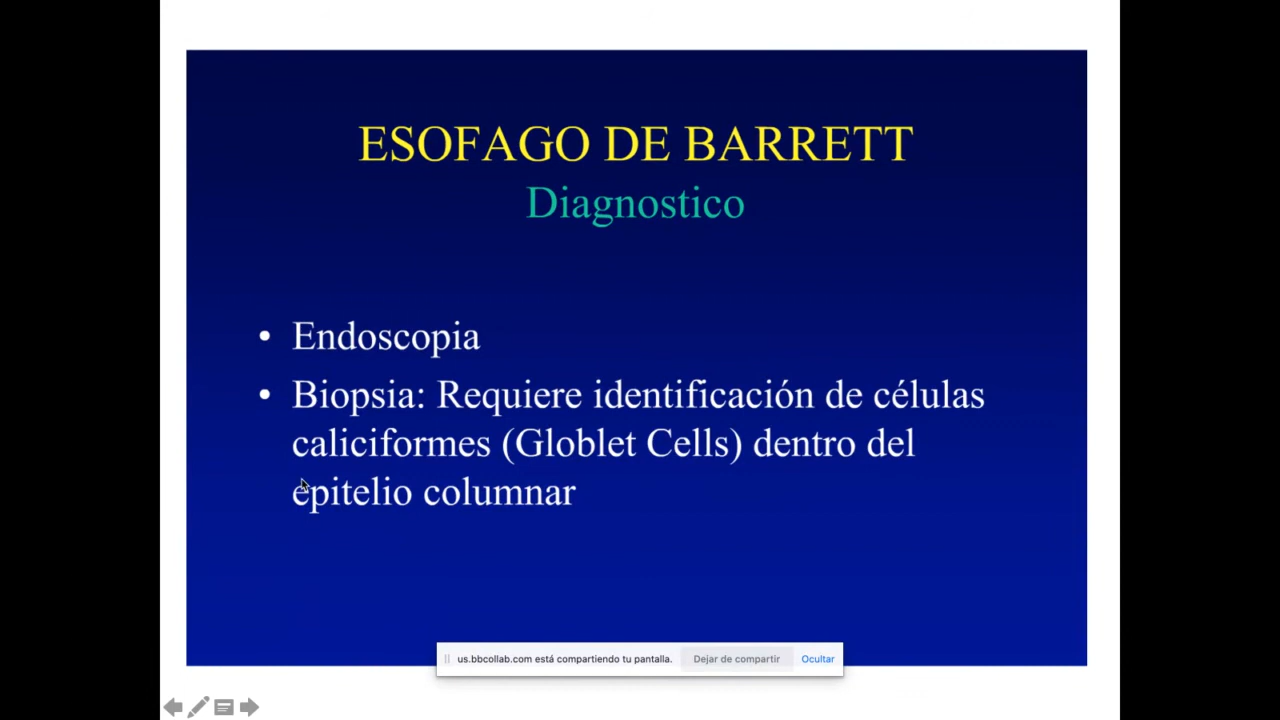 ESOFAGO DE BARRETT
Diagnostico
• Endoscopia
• Biopsia: Requiere identificación de células
caliciformes (Globlet Cells) dentro del
epitelio columnar
us.bbcollab.com está compartiendo tu pantalla. Dejar de compartir Ocultar